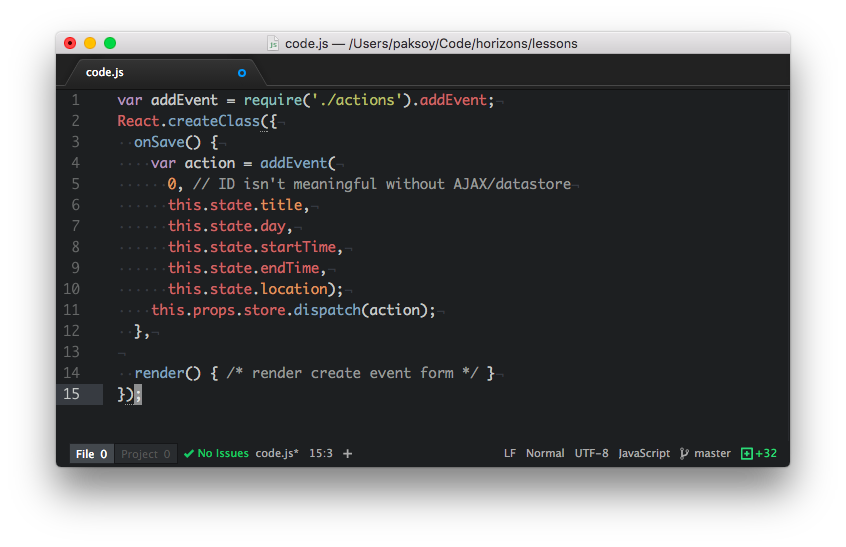 code.js — /Users/paksoy/Code/horizons/lessons
code.js
1 var addEvent = require('./actions').addEvent;
2 React.createClass({
3 onSave() {
4 var action = addEvent(
5 0, // ID isn't meaningful without AJAX/datastore
6 this.state.title,
7 this.state.day,
8 this.state.startTime,
9 this.state.endTime,
10 this.state.location);
11 this.props.store.dispatch(action);
12 },
13
14 render() { /* render create event form */ }
15 });
File 0 Project 0 No Issues code.js* 15:3 + LF Normal UTF-8 JavaScript master +32